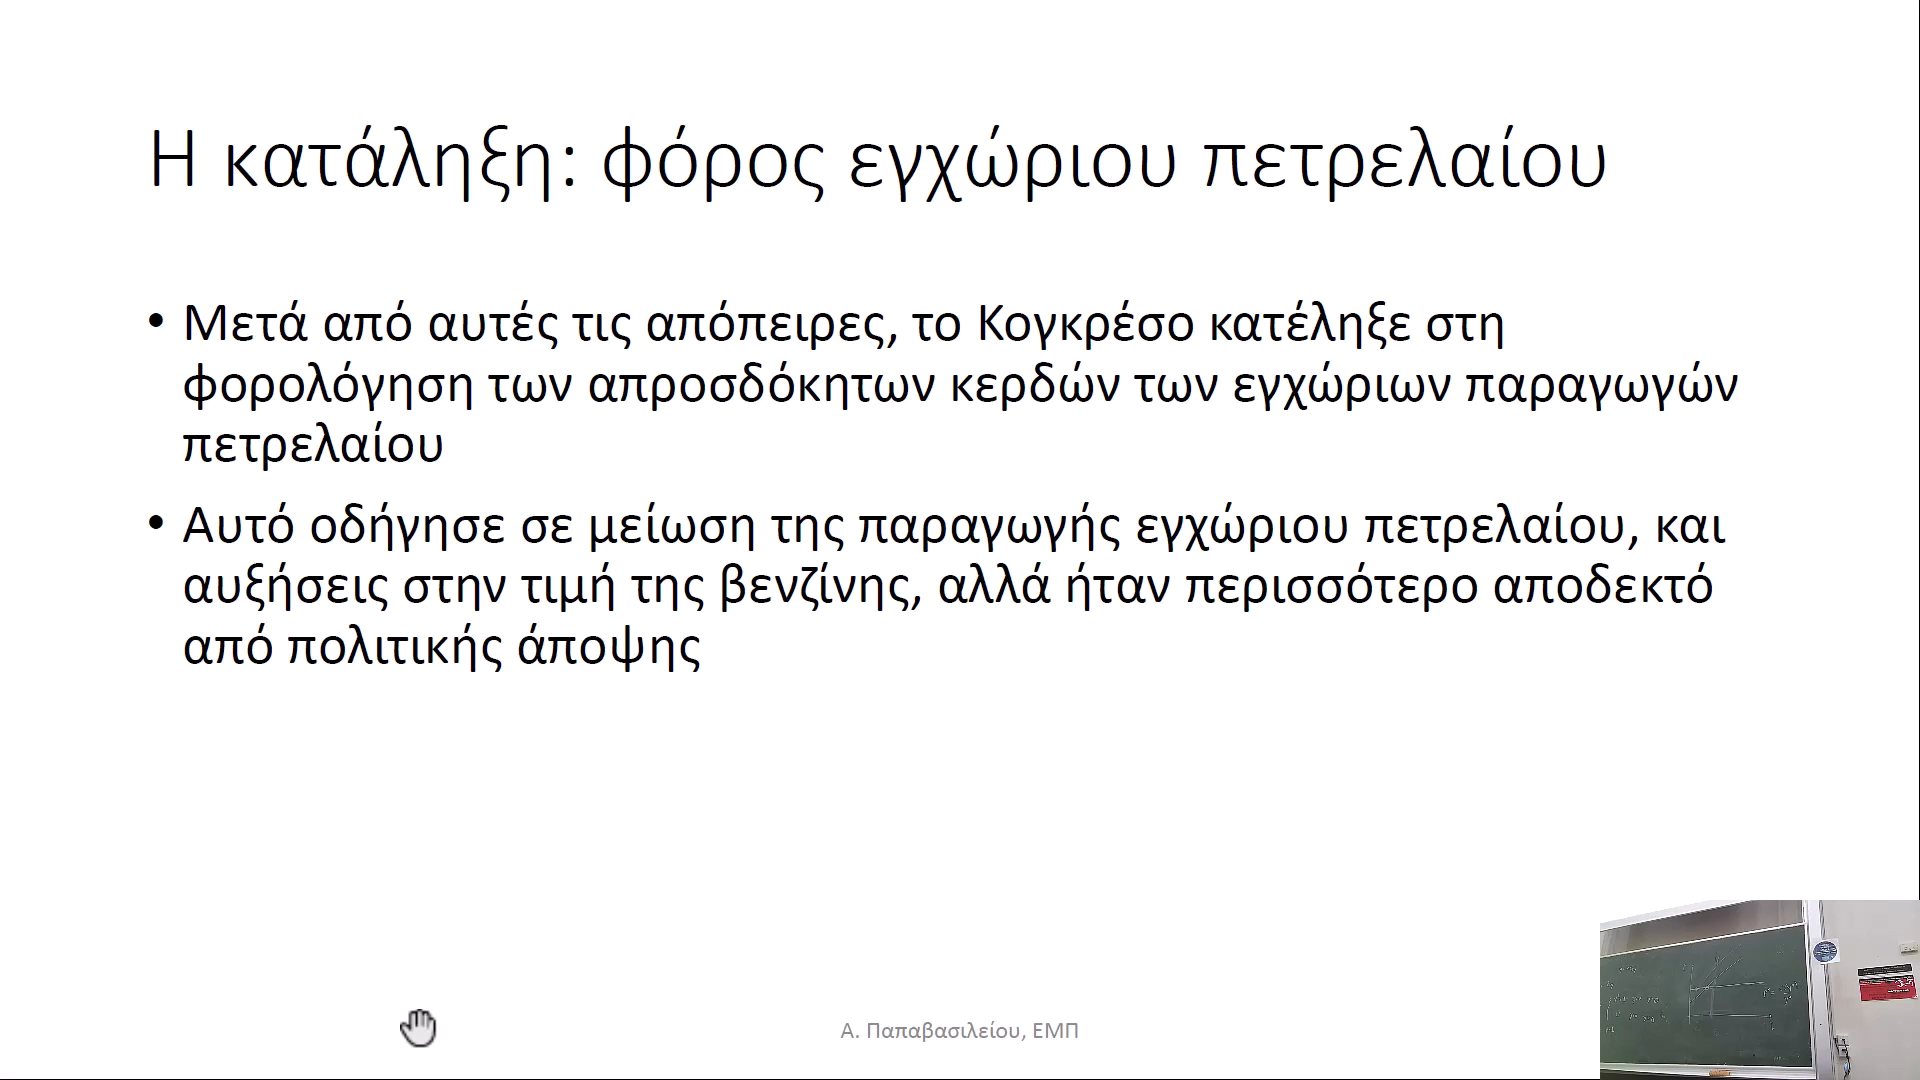 Η κατάληξη: φόρος εγχώριου πετρελαίου
• Μετά από αυτές τις απόπειρες, το Κογκρέσο κατέληξε στη
φορολόγηση των απροσδόκητων κερδών των εγχώριων παραγωγών
πετρελαίου
• Αυτό οδήγησε σε μείωση της παραγωγής εγχώριου πετρελαίου, και
αυξήσεις στην τιμή της βενζίνης, αλλά ήταν περισσότερο αποδεκτό
από πολιτικής άποψης
Α. Παπαβασιλείου, ΕΜΠ